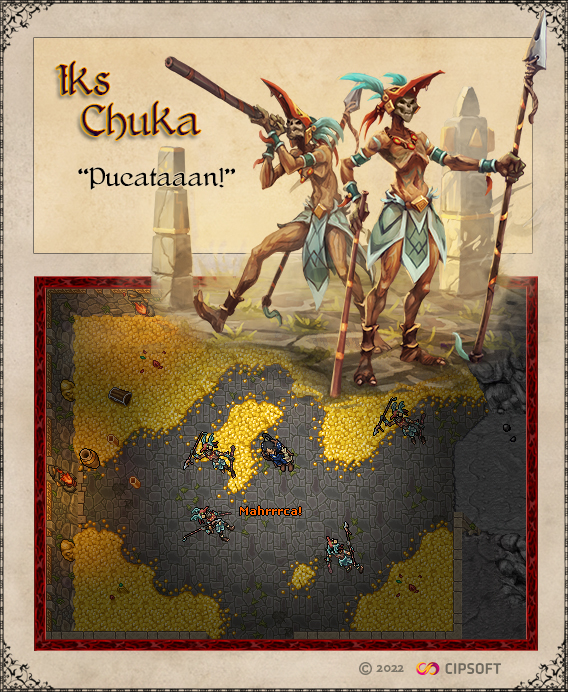 Iks
Chuka
“Pucataaan!”
Mahrrrca!
© 2022 CIPSOFT